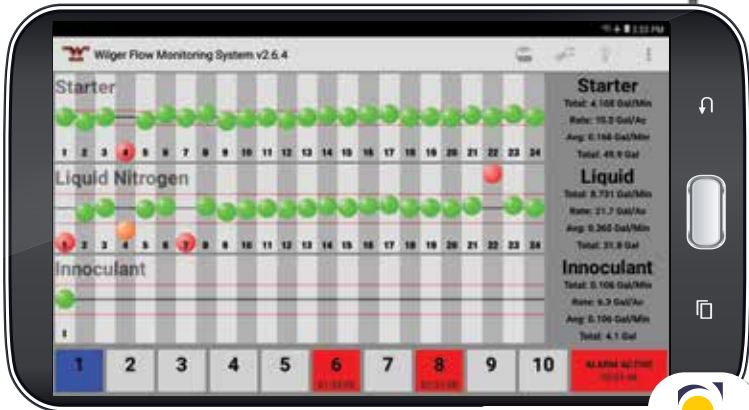 Wilger Flow Monitoring System v2.6.4
Starter
1 2 3 4 5 6 7 8 9 10 11 12 13 14 15 16 17 18 19 20 21 22 23 24
Starter
Total: 4.108 Gal/Min
Rate: 10.0 Gal/Ac
Avg: 0.168 Gal/Min
Total: 49.9 Gal
Liquid Nitrogen
1 2 3 4 5 6 7 8 9 10 11 12 13 14 15 16 17 18 19 20 21 22 23 24
Liquid
Total: 8.731 Gal/Min
Rate: 21.7 Gal/Ac
Avg: 0.360 Gal/Min
Total: 31.8 Gal
Innoculant
Innoculant
Total: 0.106 Gal/Min
Rate: 6.3 Gal/Ac
Avg: 0.106 Gal/Min
Total: 4.1 Gal
1 2 3 4 5 6 7 8 9 10
ALARM ACTIVE